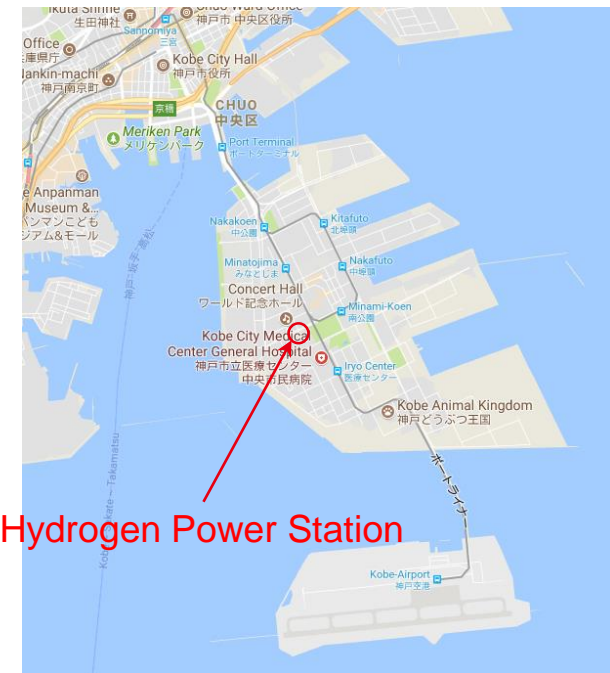 Ikuta Shrine
生田神社
Chuo Ward Office
神戸市 中央区役所
Sannomiya
三宮
Office
庫県庁
Kobe City Hall
神戸市役所
Nankin-machi
神戸南京町
京橋
CHUO
中央区
Meriken Park
メリケンパーク
Port Terminal
ポートターミナル
e Anpanman
Museum &...
パンマンこども
ジアム&モール
神戸-坂手-高松
Nakakoen
中公園
Kitafuto
北埠頭
Minatojima
みなとじま
Nakafuto
中埠頭
Concert Hall
ワールド記念ホール
Minami-Koen
南公園
Kobe City Medical
Center General Hospital
神戸市立医療センター
中央市民病院
Iryo Center
医療センター
Kobe Animal Kingdom
神戸どうぶつ王国
ポートライナー
Kobe - Sakate – Takamatsu
Hydrogen Power Station
Kobe-Airport
神戸空港